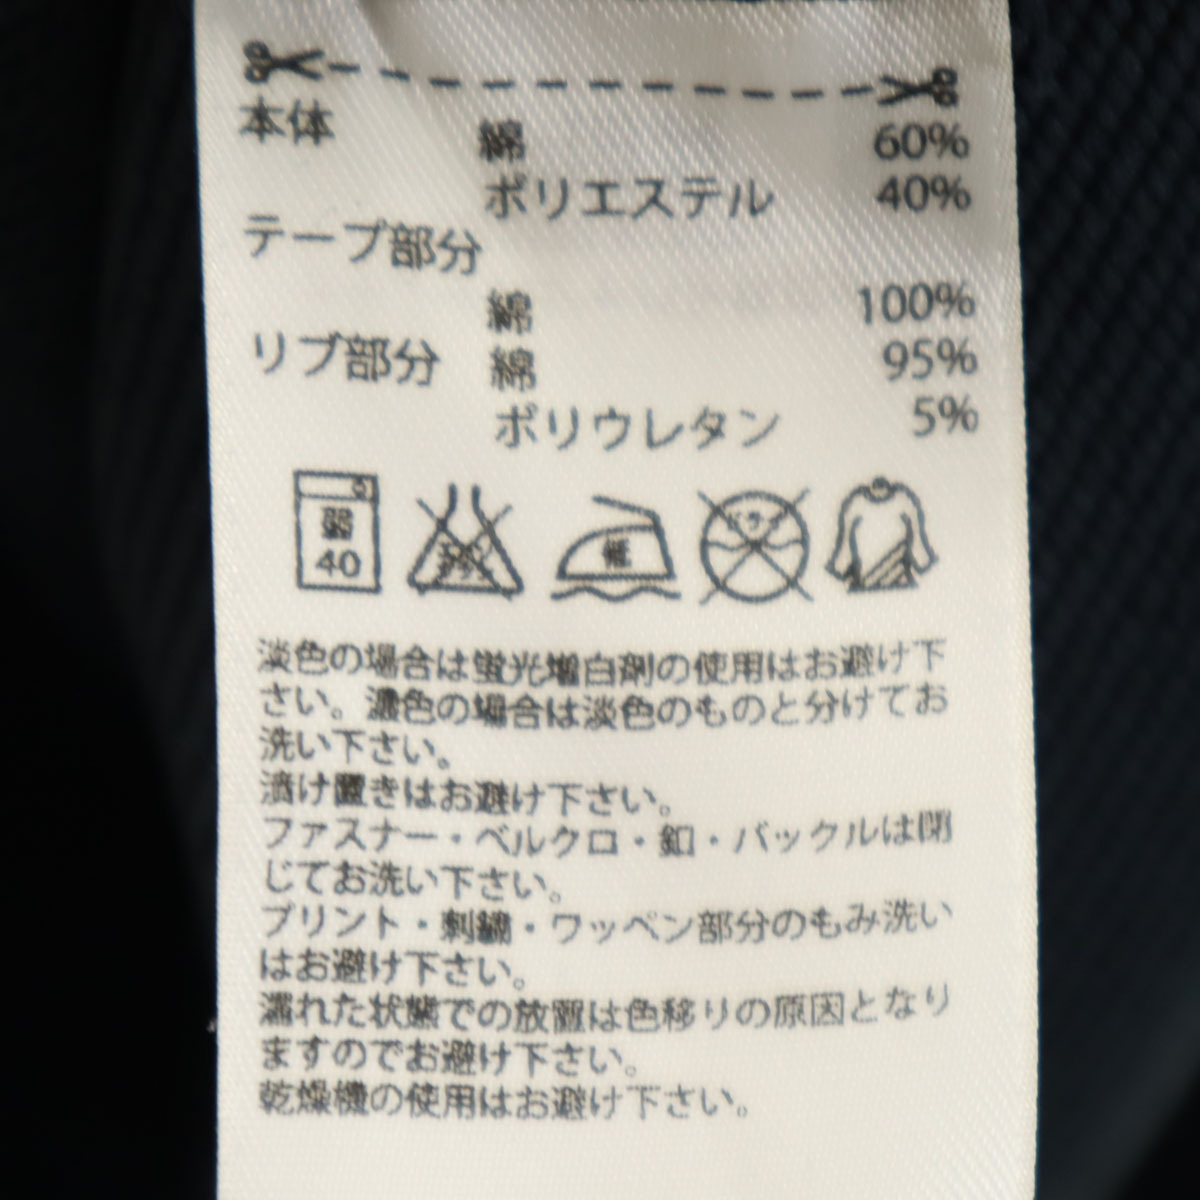 本体 綿 60%
ポリエステル 40%
テープ部分
綿 100%
リブ部分 綿 95%
ポリウレタン 5%
弱
40
ドライ
淡色の場合は蛍光増白剤の使用はお避け下
さい。濃色の場合は淡色のものと分けてお
洗い下さい。
漬け置きはお避け下さい。
ファスナー・ベルクロ・釦・バックルは閉
じてお洗い下さい。
プリント・刺繍・ワッペン部分のもみ洗い
はお避け下さい。
濡れた状態での放置は色移りの原因となり
ますのでお避け下さい。
乾燥機の使用はお避け下さい。